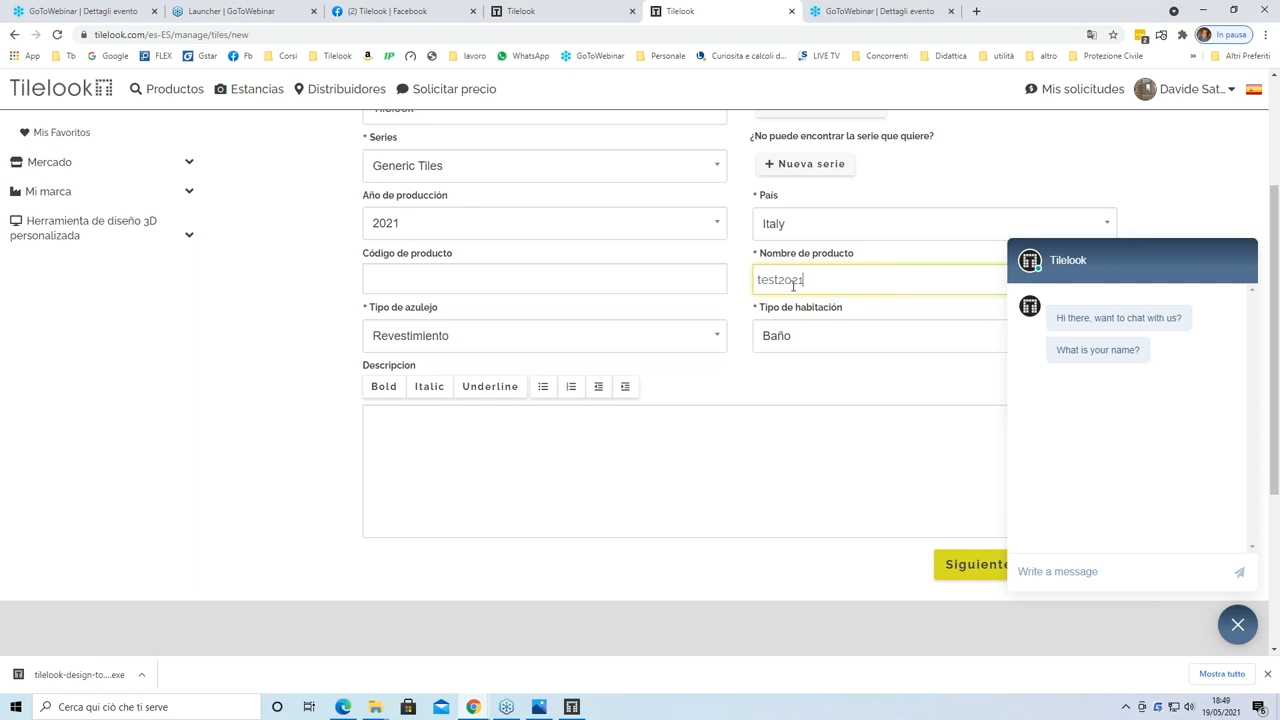 GoToWebinar | Dettagli evento
Launcher | GoToWebinar
(2) Tilelook | Facebook
Tilelook
Tilelook
GoToWebinar | Dettagli evento
tilelook.com/es-ES/manage/tiles/new
In pausa
App
Tb
Google
FLEX
Gstar
Fb
Corsi
Tilelook
IP
lavoro
WhatsApp
GoToWebinar
Personale
Curiosita e calcoli d...
LIVE TV
Concorrenti
Didattica
utilità
altro
Protezione Civile
»
Altri Preferiti
Tilelook
Productos
Estancias
Distribuidores
Solicitar precio
Mis solicitudes
Davide Sat...
Mis Favoritos
Mercado
Mi marca
Herramienta de diseño 3D
personalizada
* Series
Generic Tiles
¿No puede encontrar la serie que quiere?
+ Nueva serie
Año de producción
2021
* País
Italy
Código de producto
* Nombre de producto
test2021
* Tipo de azulejo
Revestimiento
* Tipo de habitación
Baño
Descripcion
Bold
Italic
Underline
Siguiente
Tilelook
Hi there, want to chat with us?
What is your name?
Write a message
tilelook-design-to....exe
Mostra tutto
Cerca qui ciò che ti serve
18:49
19/05/2021